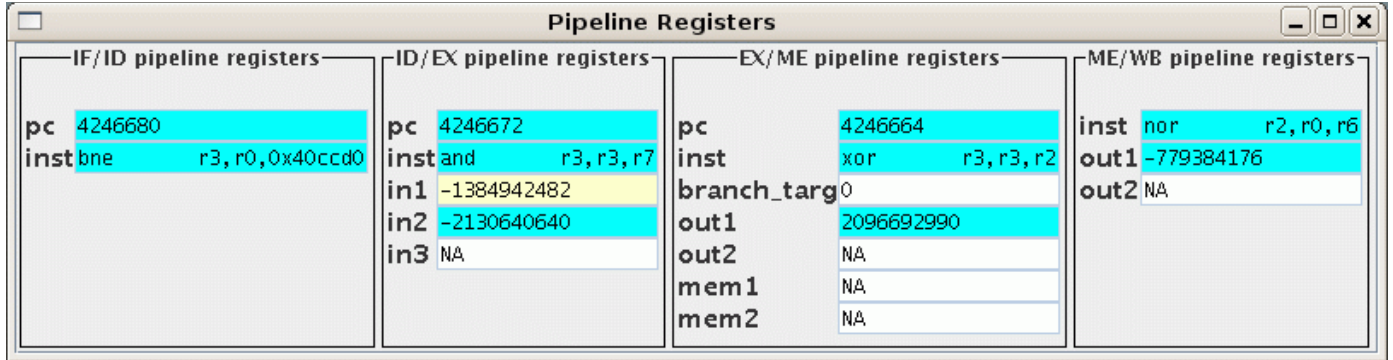 Pipeline Registers
IF/ID pipeline registers
pc 4246680
inst bne r3,r0,0x40ccd0
ID/EX pipeline registers
pc 4246672
inst and r3,r3,r7
in1 -1384942482
in2 -2130640640
in3 NA
EX/ME pipeline registers
pc 4246664
inst xor r3,r3,r2
branch_targ 0
out1 2096692990
out2 NA
mem1 NA
mem2 NA
ME/WB pipeline registers
inst nor r2,r0,r6
out1 -779384176
out2 NA